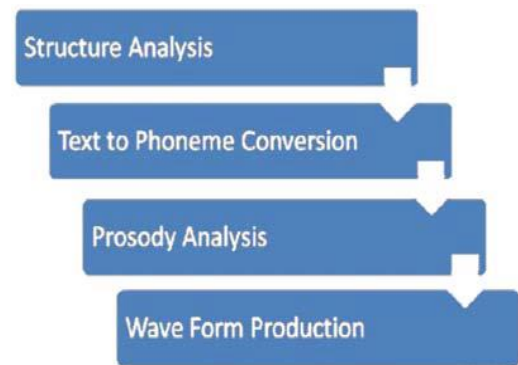 Structure Analysis
Text to Phoneme Conversion
Prosody Analysis
Wave Form Production